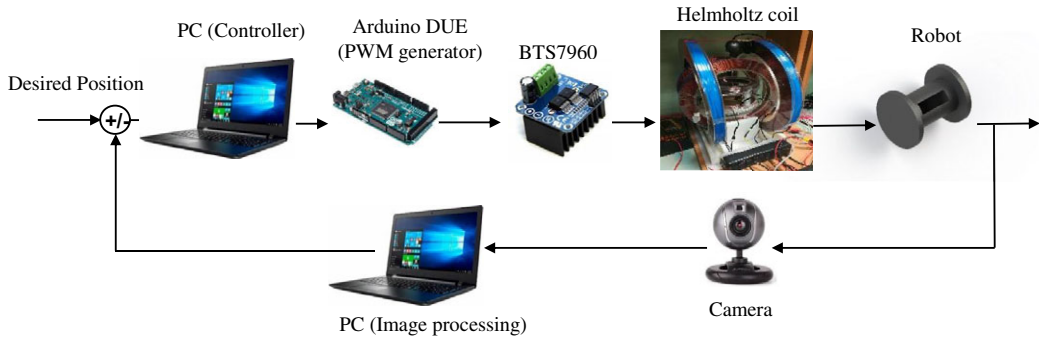 PC (Controller)
Arduino DUE
(PWM generator)
BTS7960
Helmholtz coil
Robot
Desired Position
+/-
Camera
PC (Image processing)